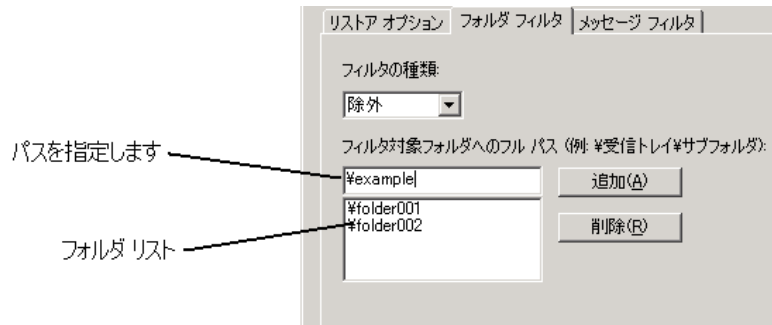 リストア オプション フォルダ フィルタ メッセージ フィルタ
フィルタの種類:
除外
パスを指定します
フィルタ対象フォルダへのフル パス (例: ¥受信トレイ¥サブフォルダ):
¥example
追加(A)
¥folder001
¥folder002
削除(R)
フォルダ リスト